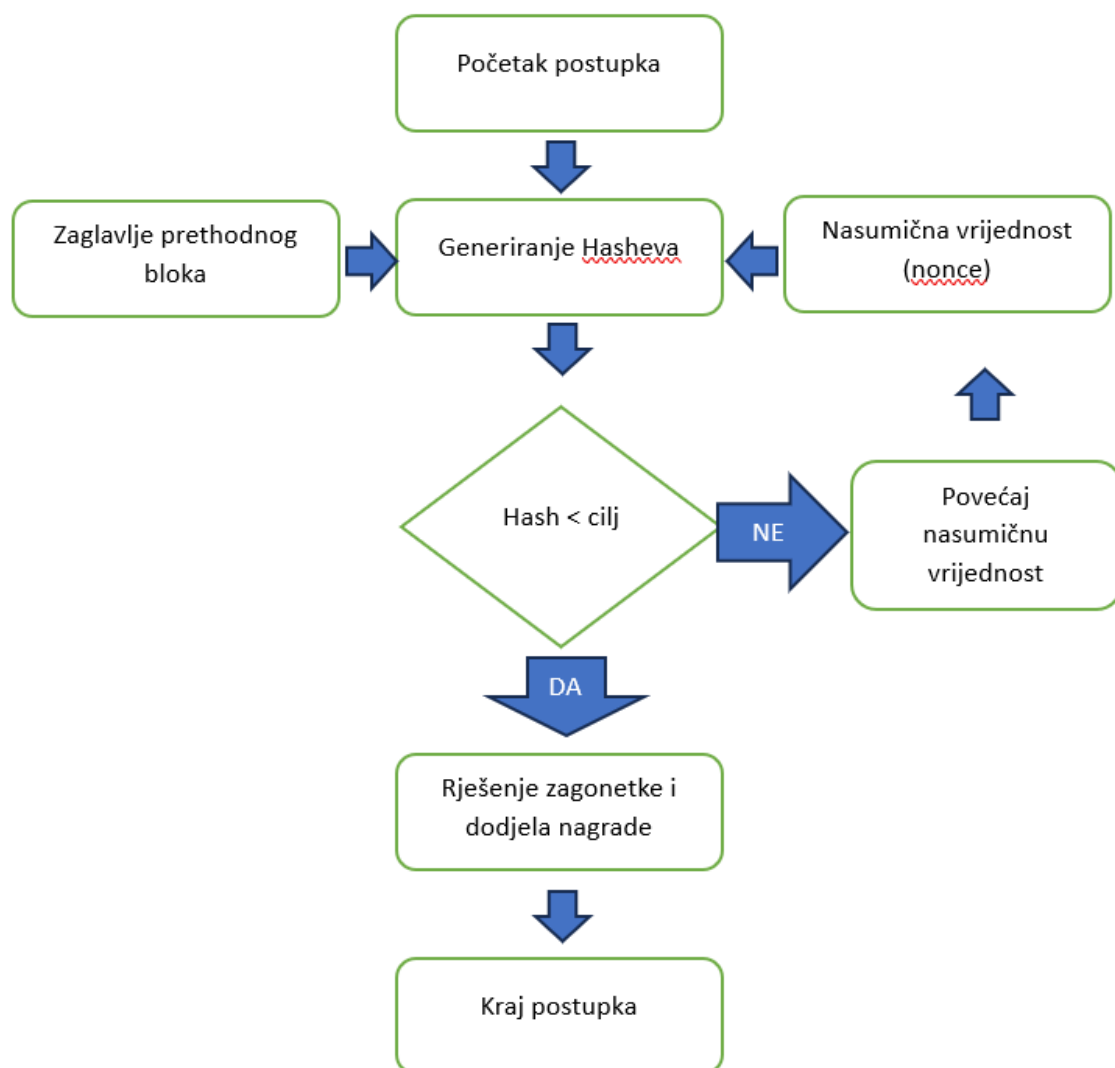 Početak postupka
Zaglavlje prethodnog
bloka
Generiranje Hasheva
Nasumična vrijednost
(nonce)
Hash < cilj
NE
Povećaj
nasumičnu
vrijednost
DA
Rješenje zagonetke i
dodjela nagrade
Kraj postupka